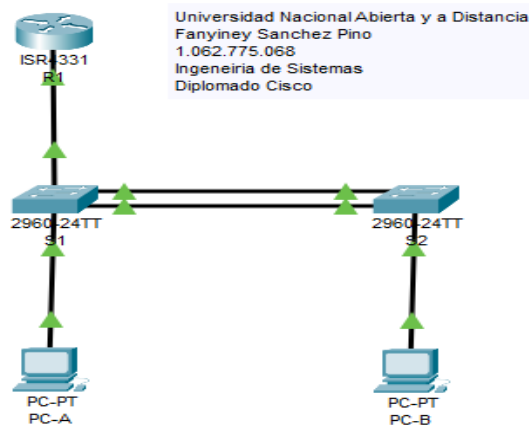 Universidad Nacional Abierta y a Distancia
Fanyiney Sanchez Pino
1.062.775.068
Ingeneiria de Sistemas
Diplomado Cisco
ISR4331
R1
2960-24TT
S1
2960-24TT
S2
PC-PT
PC-A
PC-PT
PC-B